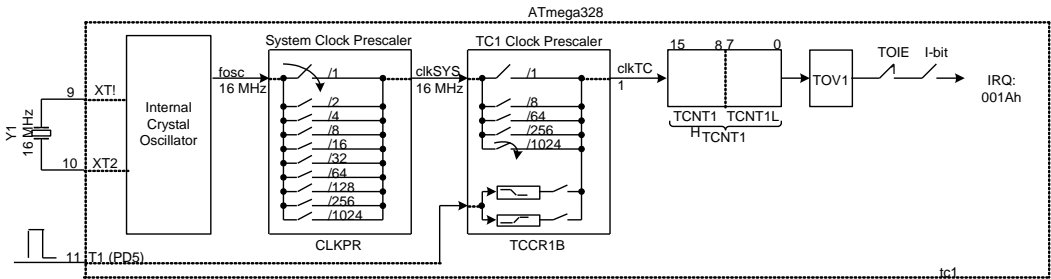 ATmega328
System Clock Prescaler
TC1 Clock Prescaler
15
8
7
0
TOIE
I-bit
fosc
16 MHz
/1
clkSYS
16 MHz
/1
clkTC
1
TOV1
IRQ:
001Ah
9
XT!
Internal
Crystal
Oscillator
Y1
16 MHz
10
XT2
/2
/4
/8
/16
/32
/64
/128
/256
/1024
/8
/64
/256
/1024
TCNT1
H
TCNT1L
TCNT1
CLKPR
TCCR1B
11
T1 (PD5)
tc1